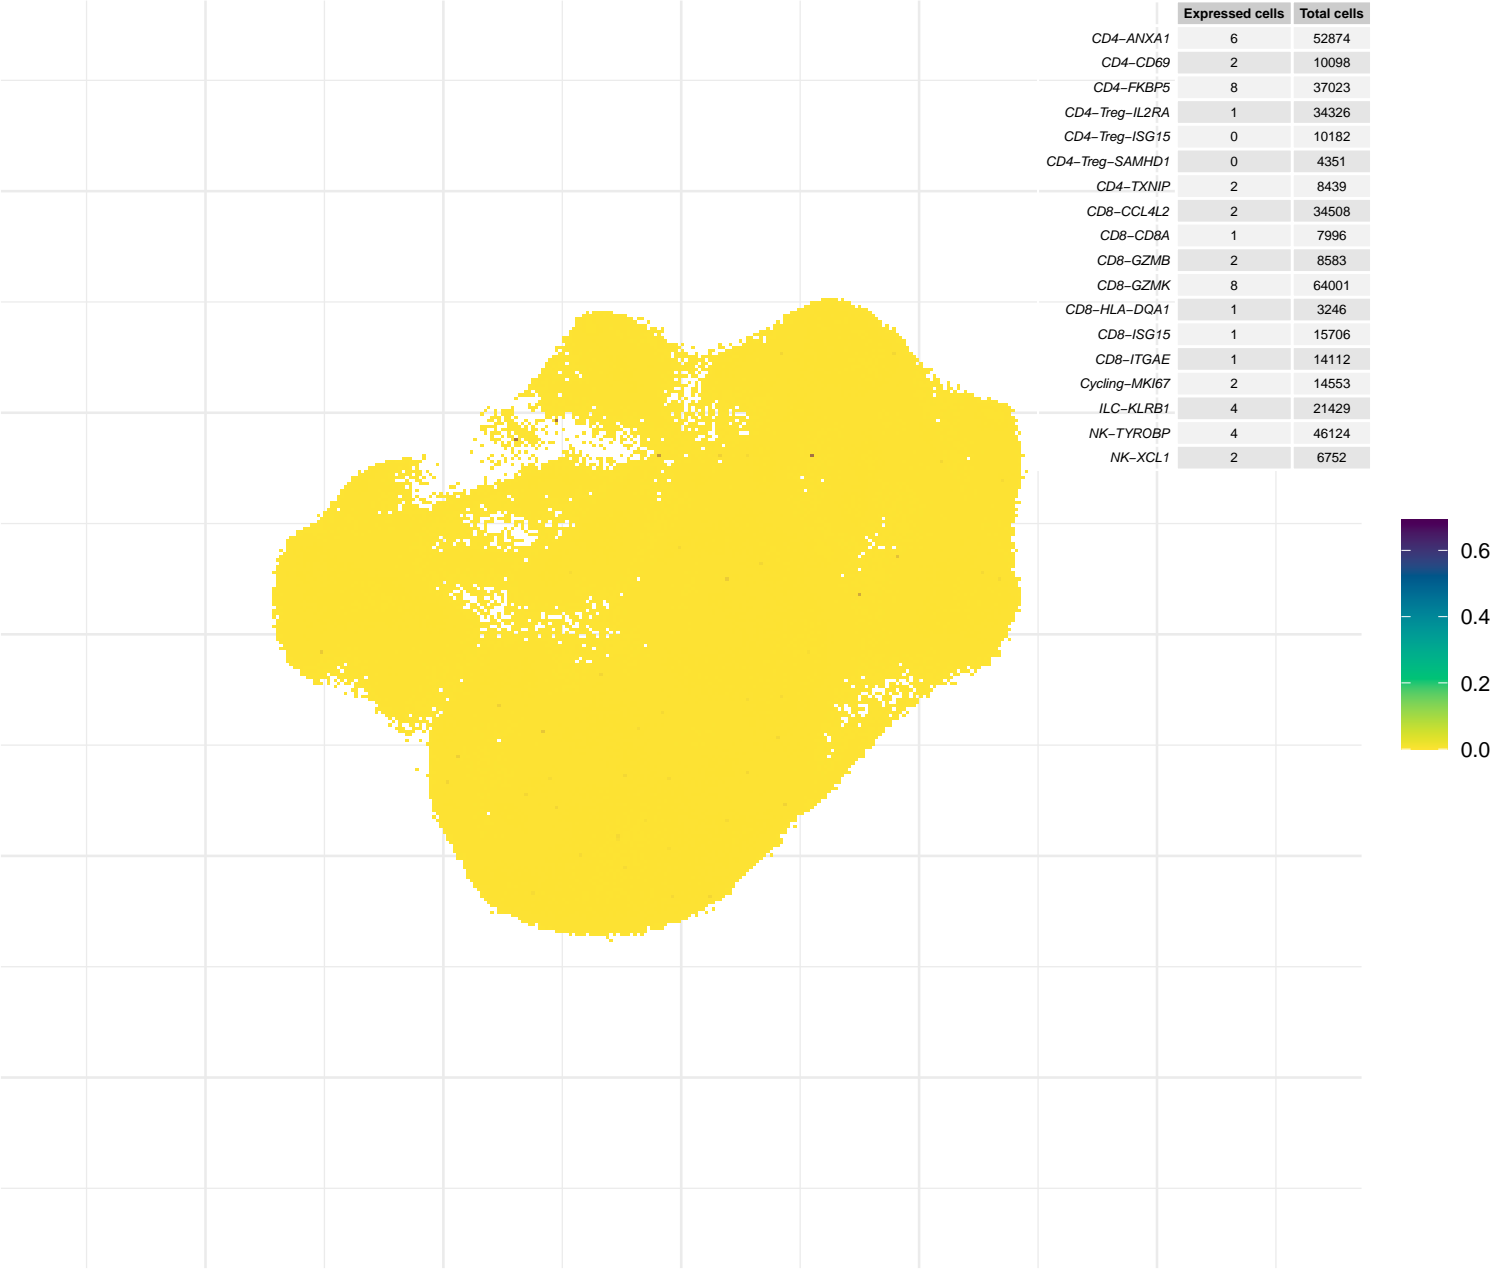 Expressed cells Total cells
CD4−ANXA1 6 52874
CD4−CD69 2 10098
CD4−FKBP5 8 37023
CD4−Treg−IL2RA 1 34326
CD4−Treg−ISG15 0 10182
CD4−Treg−SAMHD1 0 4351
CD4−TXNIP 2 8439
CD8−CCL4L2 2 34508
CD8−CD8A 1 7996
CD8−GZMB 2 8583
CD8−GZMK 8 64001
CD8−HLA−DQA1 1 3246
CD8−ISG15 1 15706
CD8−ITGAE 1 14112
Cycling−MKI67 2 14553
ILC−KLRB1 4 21429
NK−TYROBP 4 46124
NK−XCL1 2 6752
0.6
0.4
0.2
0.0